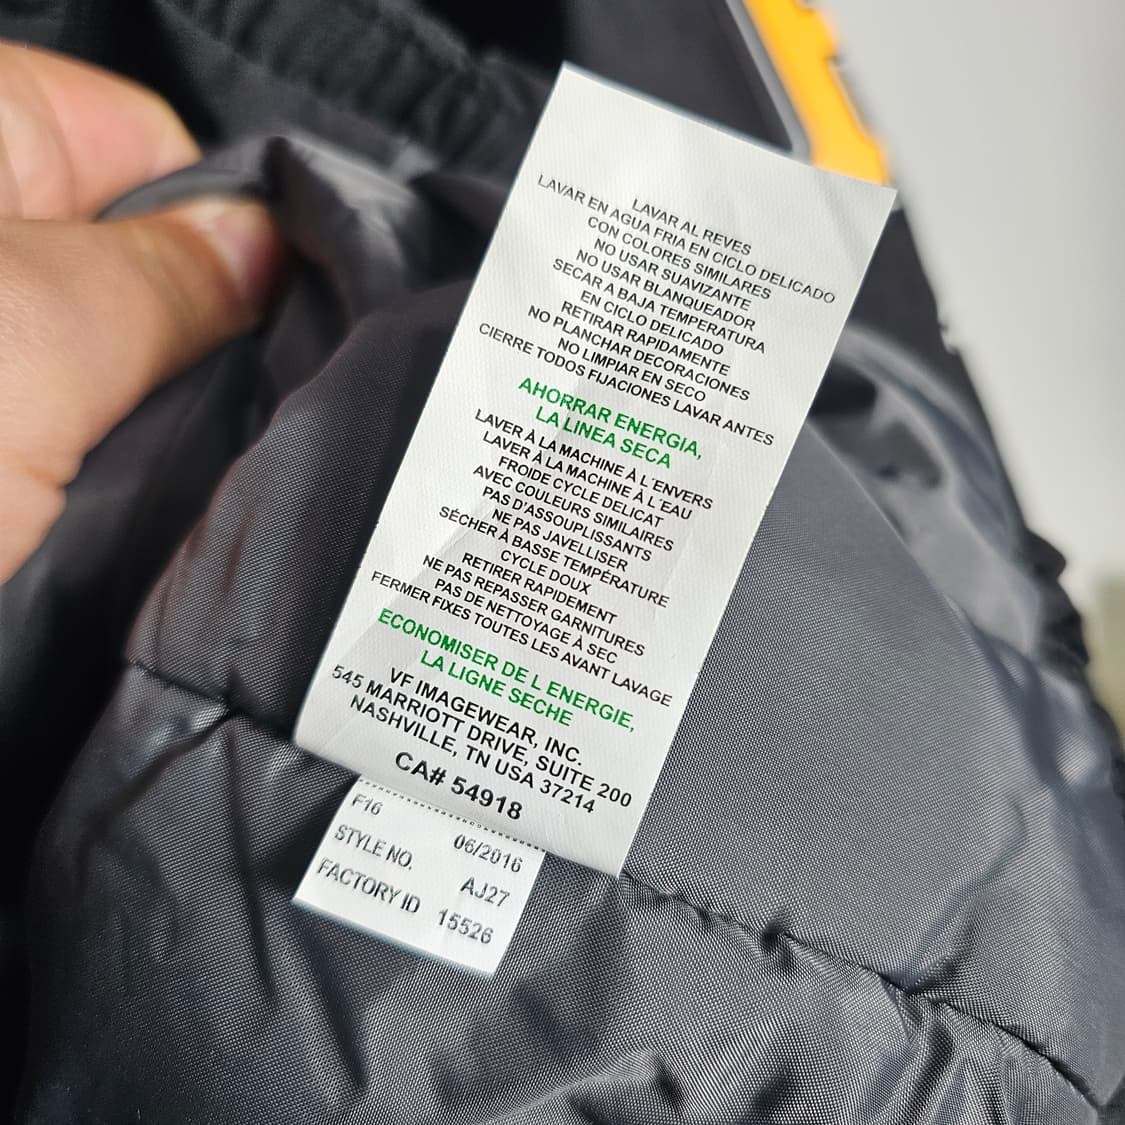 LAVAR AL REVES
LAVAR EN AGUA FRIA EN CICLO DELICADO
CON COLORES SIMILARES
NO USAR SUAVIZANTE
NO USAR BLANQUEADOR
SECAR A BAJA TEMPERATURA
EN CICLO DELICADO
RETIRAR RAPIDAMENTE
NO PLANCHAR DECORACIONES
NO LIMPIAR EN SECO
CIERRE TODOS FIJACIONES LAVAR ANTES
AHORRAR ENERGIA,
LA LINEA SECA
LAVER À LA MACHINE À L´ENVERS
LAVER À LA MACHINE À L´EAU
FROIDE CYCLE DELICAT
AVEC COULEURS SIMILAIRES
PAS D'ASSOUPLISSANTS
NE PAS JAVELLISER
SÉCHER À BASSE TEMPÉRATURE
CYCLE DOUX
RETIRER RAPIDEMENT
NE PAS REPASSER GARNITURES
PAS DE NETTOYAGE À SEC
FERMER FIXES TOUTES LES AVANT LAVAGE
ECONOMISER DE L ENERGIE,
LA LIGNE SECHE
VF IMAGEWEAR, INC.
545 MARRIOTT DRIVE, SUITE 200
NASHVILLE, TN USA 37214
CA# 54918
F16 06/2016
STYLE NO. AJ27
FACTORY ID 15526